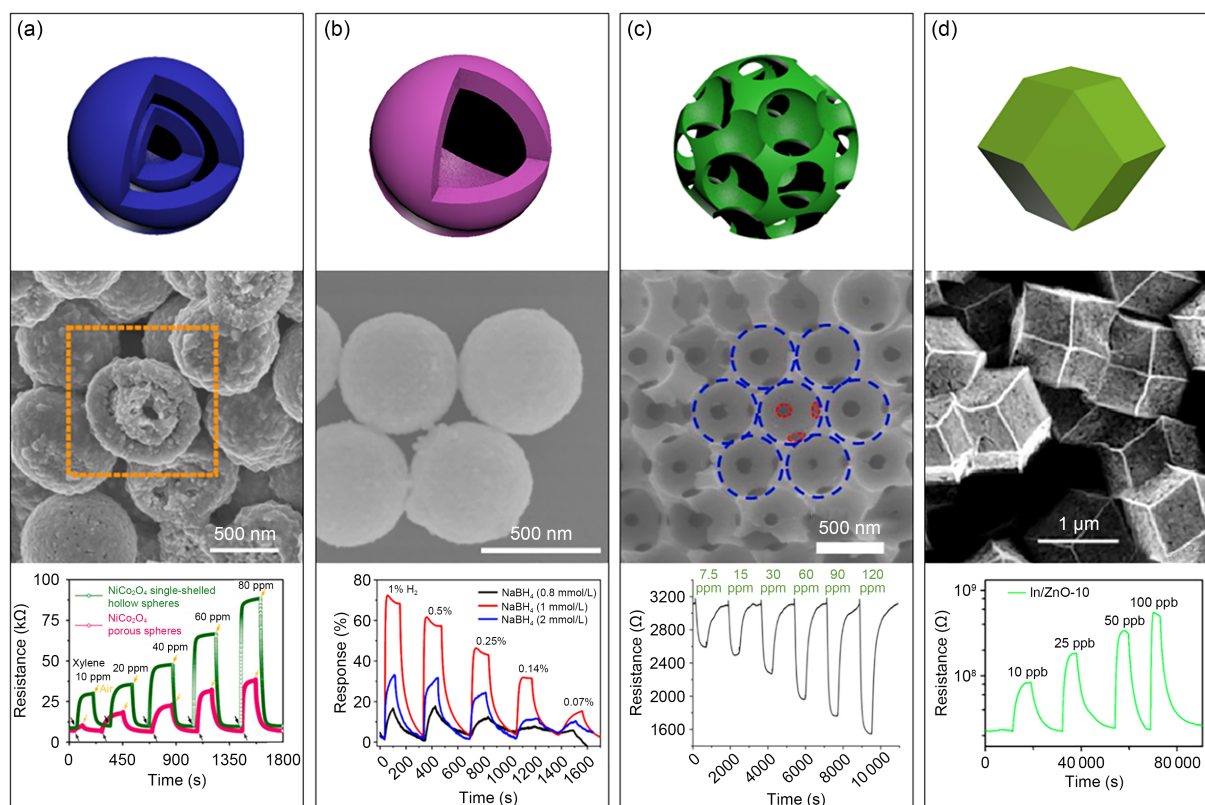 (a)
(b)
(c)
(d)
500 nm
500 nm
500 nm
1 μm
100
75
50
25
0
Resistance (kΩ)
NiCo₂O₄ single-shelled
hollow spheres
NiCo₂O₄
porous spheres
Xylene
10 ppm
Air
20 ppm
40 ppm
60 ppm
80 ppm
0 450 900 1350 1800
Time (s)
80
70
60
50
40
30
20
10
0
Response (%)
1% H₂
0.5%
0.25%
0.14%
0.07%
NaBH₄ (0.8 mmol/L)
NaBH₄ (1 mmol/L)
NaBH₄ (2 mmol/L)
0 200 400 600 800 1000 1200 1400 1600
Time (s)
7.5 15 30 60 90 120
ppm ppm ppm ppm ppm ppm
3200
2800
2400
2000
1600
Resistance (Ω)
0 2000 4000 6000 8000 10 000
Time (s)
10⁹
10⁸
Resistance (Ω)
In/ZnO-10
10 ppb
25 ppb
50 ppb
100 ppb
0 40 000 80 000
Time (s)